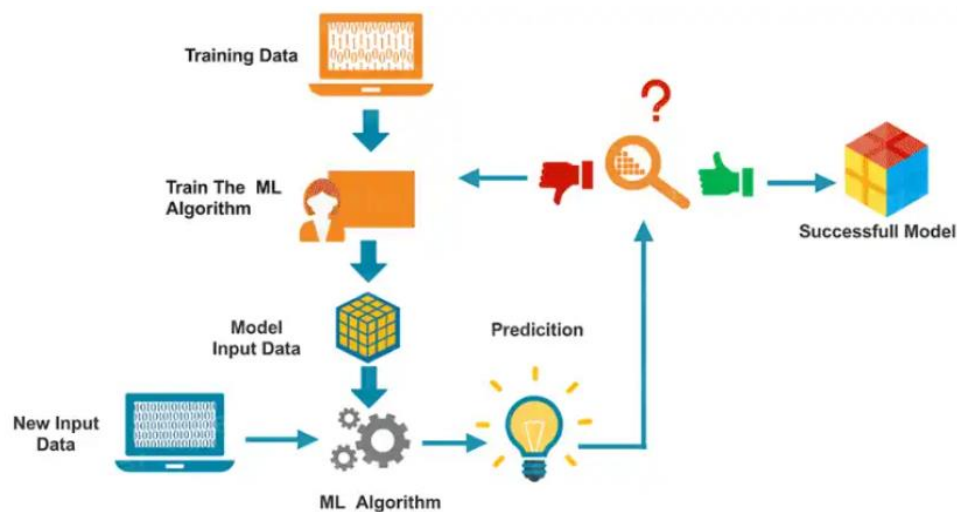 Training Data
Train The ML
Algorithm
Successfull Model
Model
Input Data
Predicition
New Input
Data
ML Algorithm
?